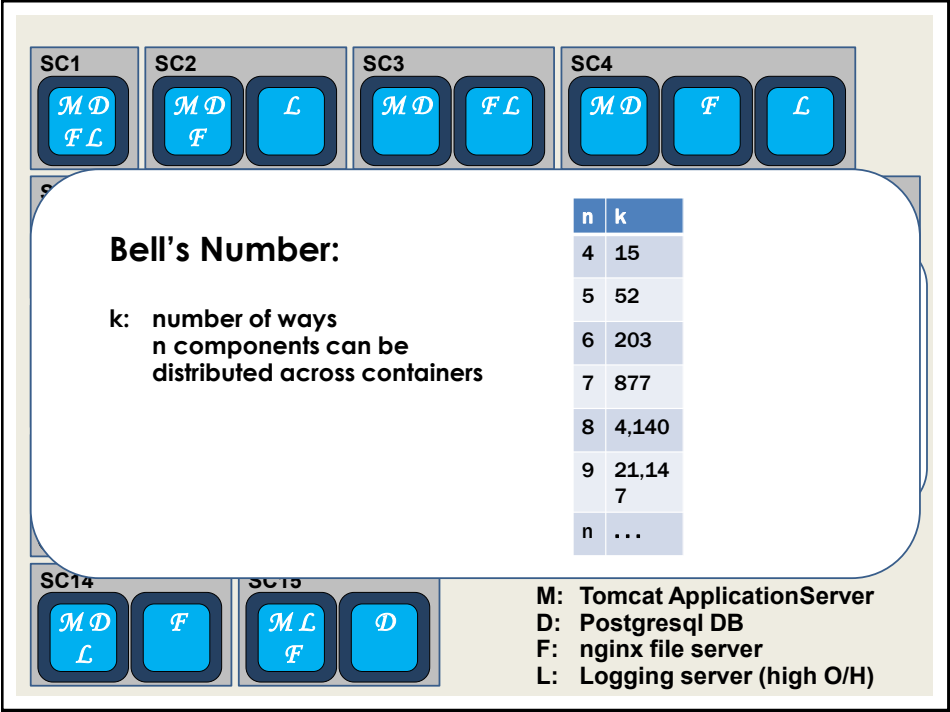 SC1 SC2 SC3 SC4
M D M D L M D F L M D F L
F L F
Bell's Number:
k: number of ways
n components can be
distributed across containers
n k
4 15
5 52
6 203
7 877
8 4,140
9 21,14
7
n ...
SC14 SC15
M D F M L D
L F
M: Tomcat ApplicationServer
D: Postgresql DB
F: nginx file server
L: Logging server (high O/H)